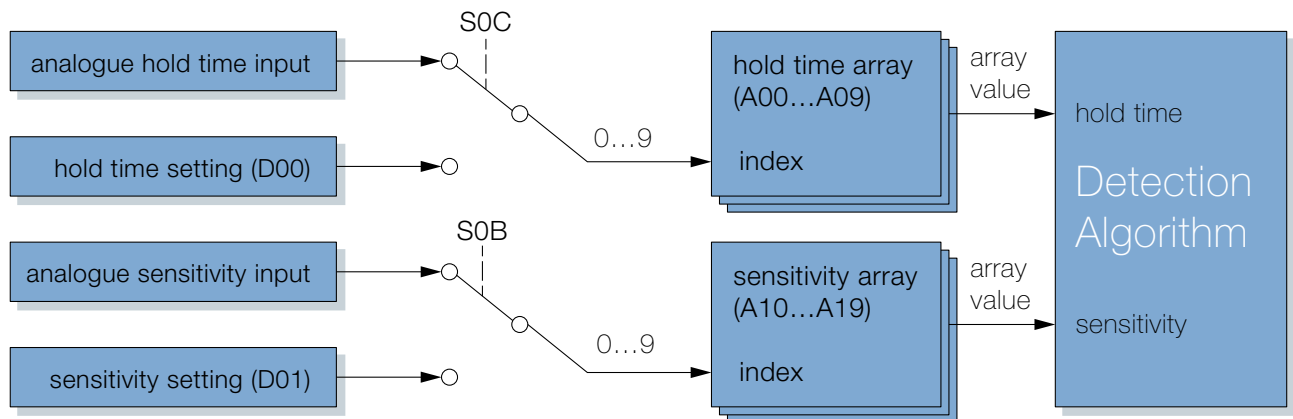 S0C
analogue hold time input
hold time setting (D00)
0...9
hold time array
(A00...A09)
index
array
value
hold time
Detection
Algorithm
sensitivity
S0B
analogue sensitivity input
sensitivity setting (D01)
0...9
sensitivity array
(A10...A19)
index
array
value